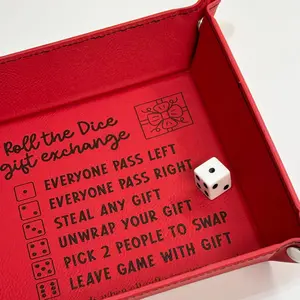 Roll the Dice
gift exchange
EVERYONE PASS LEFT
EVERYONE PASS RIGHT
STEAL ANY GIFT
UNWRAP YOUR GIFT
PICK 2 PEOPLE TO SWAP
LEAVE GAME WITH GIFT